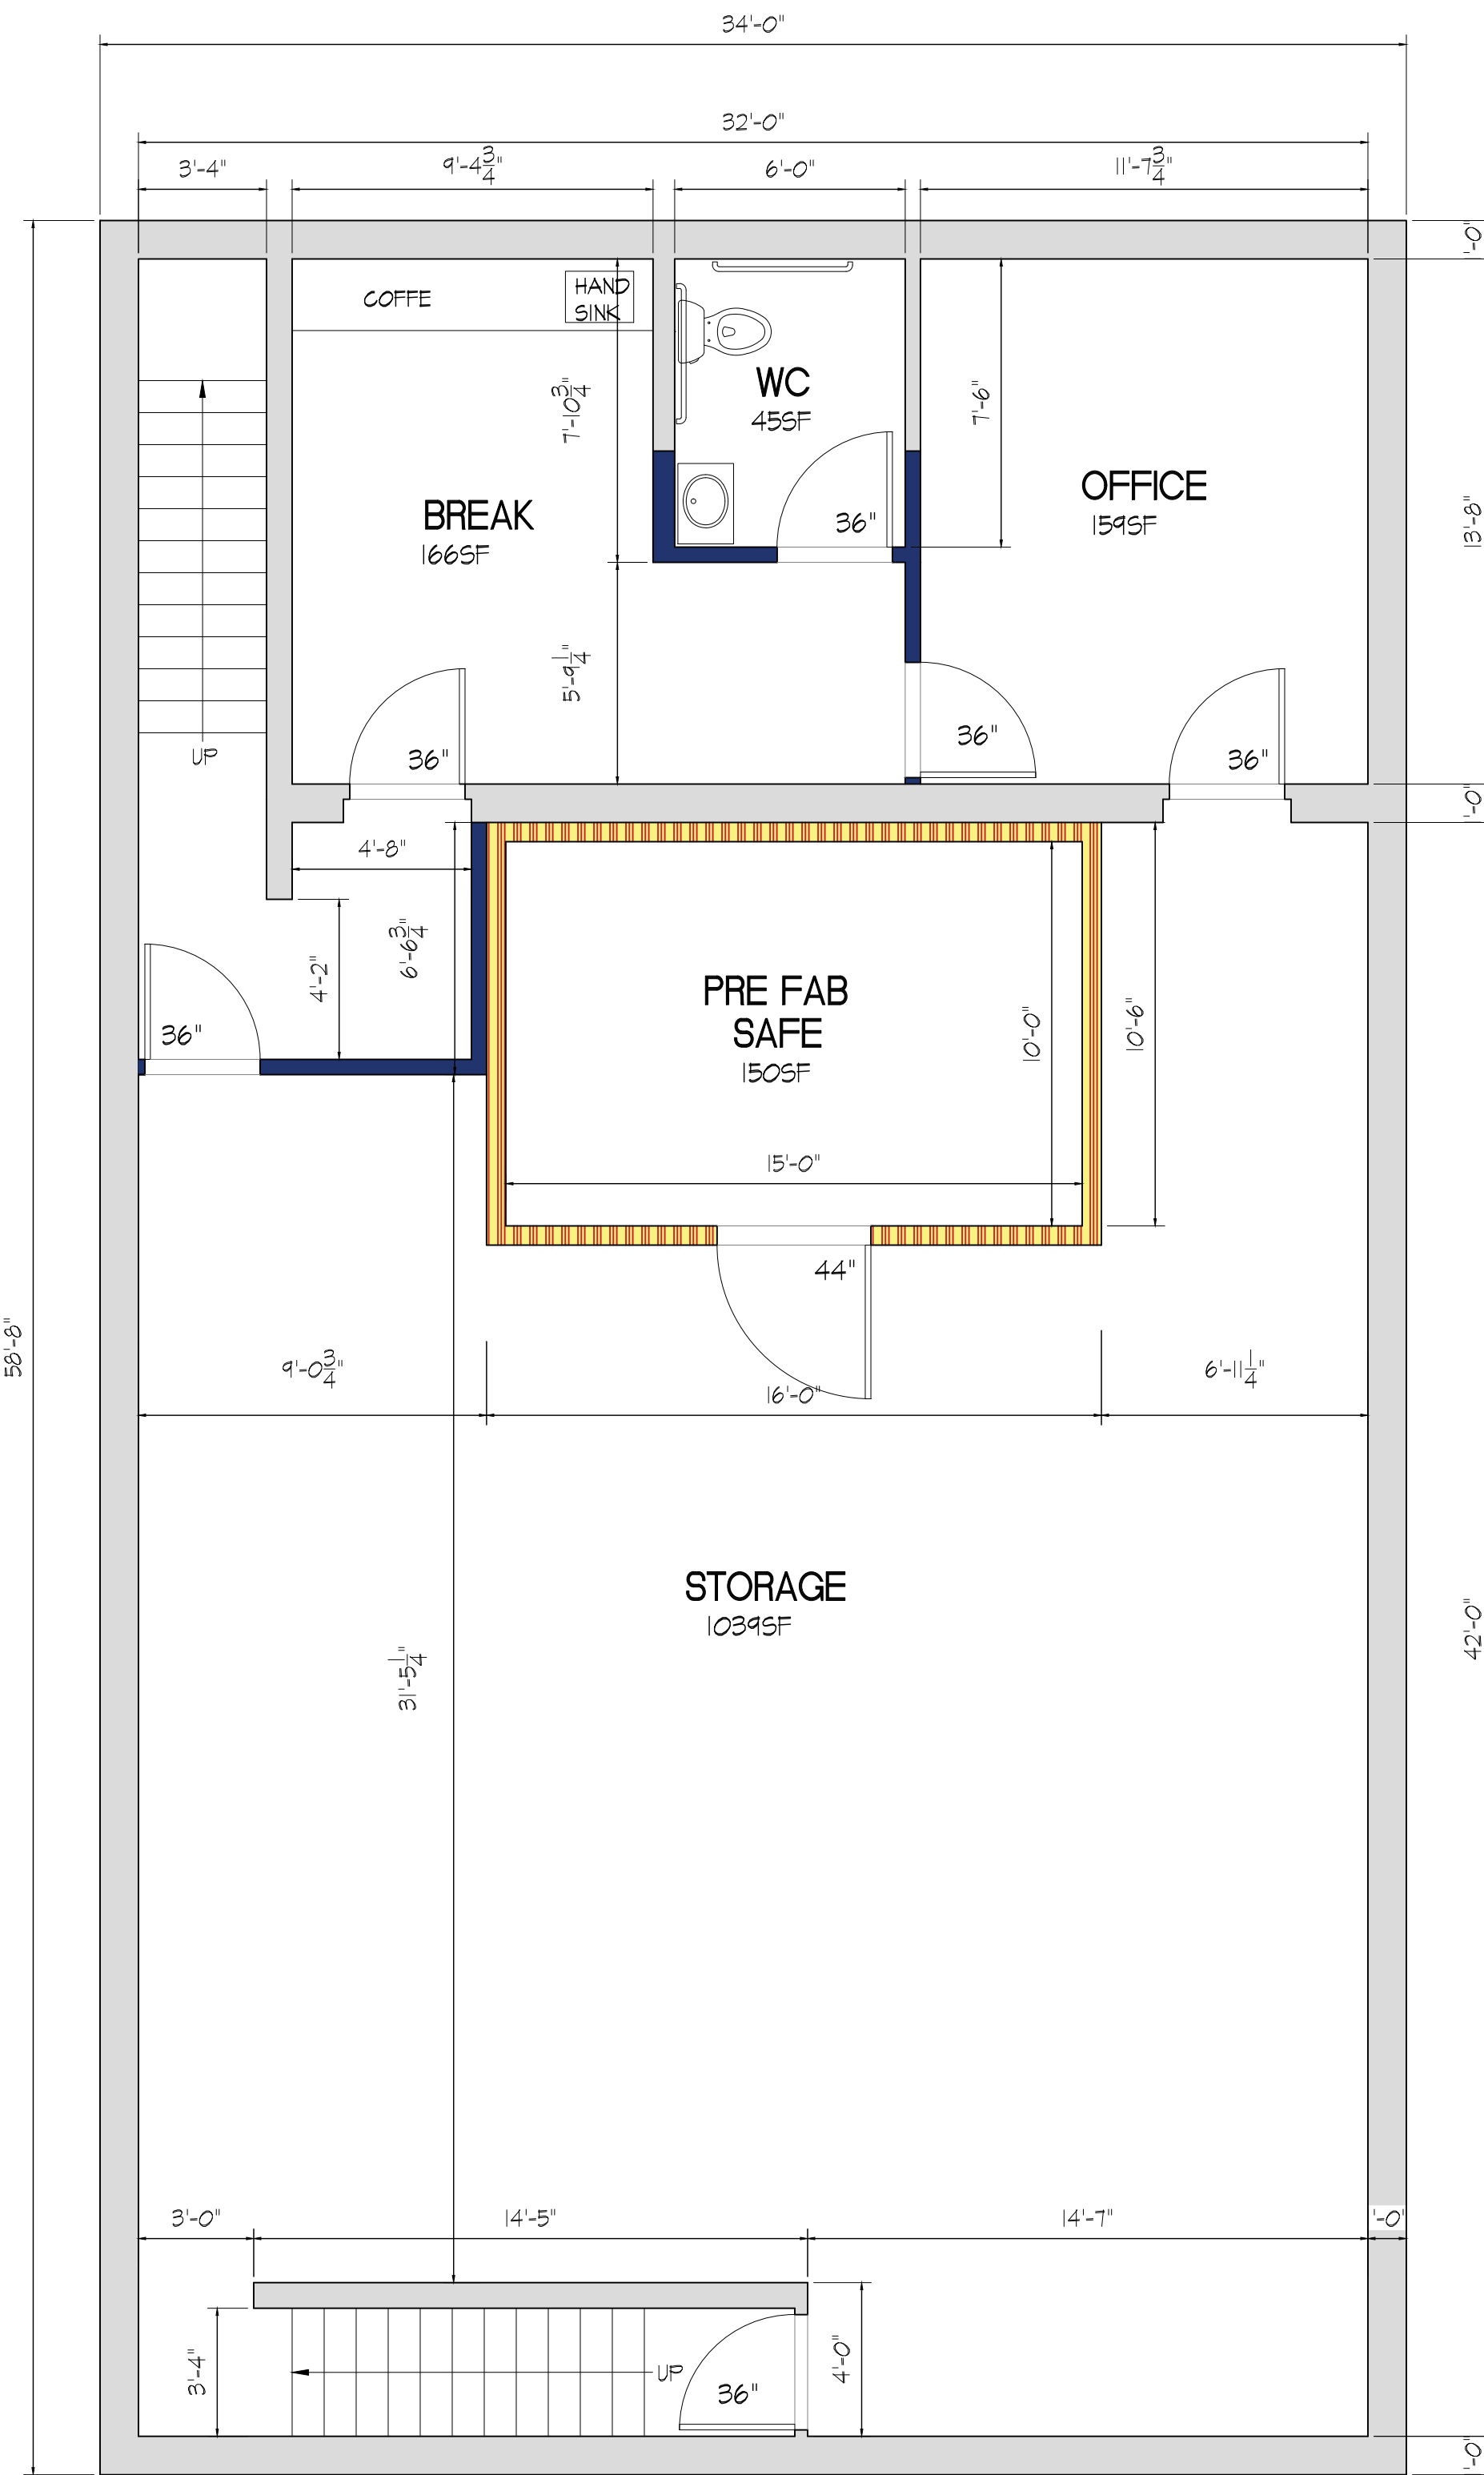 34'-0"
32'-0"
3'-4"
9'-4 3/4"
6'-0"
11'-7 3/4"
'-0"
COFFE
HAND
SINK
7'-10 3/4"
WC
45SF
7'-6"
36"
BREAK
166SF
OFFICE
159SF
13'-8"
5'-9 1/4"
UP
36"
36"
36"
'-0"
4'-8"
6'-6 3/4"
4'-2"
36"
PRE FAB
SAFE
150SF
10'-0"
10'-6"
15'-0"
44"
58'-8"
9'-0 3/4"
16'-0"
6'-11 1/4"
STORAGE
1039SF
31'-5 1/4"
42'-0"
3'-0"
14'-5"
14'-7"
'-0'
3'-4"
UP
36"
4'-0"
'-0"